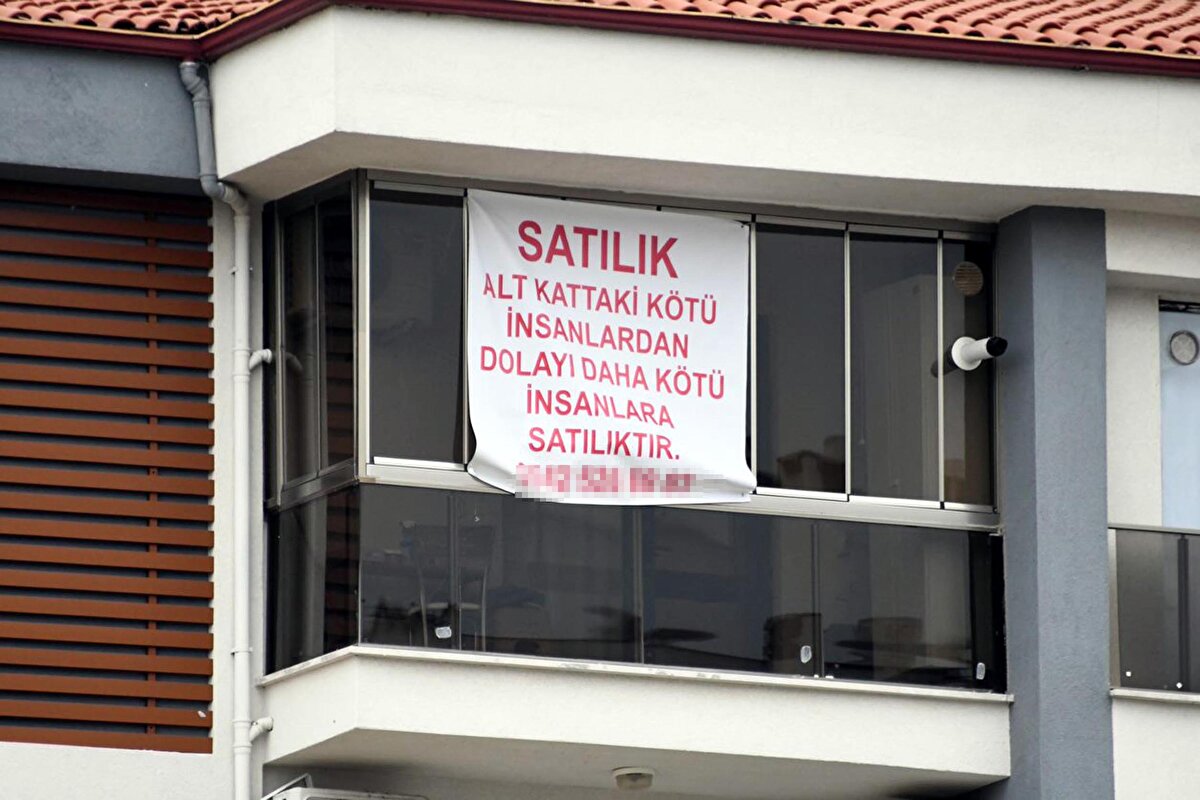 SATILIK
ALT KATTAKİ KÖTÜ
İNSANLARDAN
DOLAYI DAHA KÖTÜ
İNSANLARA
SATILIKTIR.